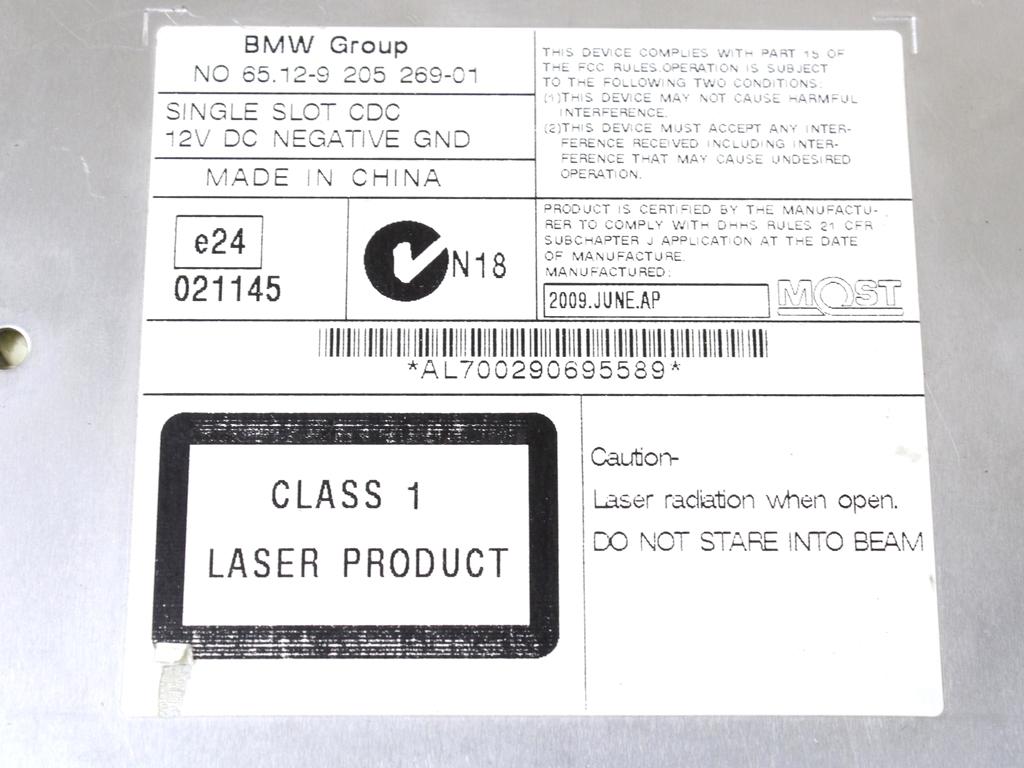 BMW Group
NO 65.12-9 205 269-01
SINGLE SLOT CDC
12V DC NEGATIVE GND
MADE IN CHINA
THIS DEVICE COMPLIES WITH PART 15 OF
THE FCC RULES.OPERATION IS SUBJECT
TO THE FOLLOWING TWO CONDITIONS:
(1)THIS DEVICE MAY NOT CAUSE HARMFUL
INTERFERENCE.
(2)THIS DEVICE MUST ACCEPT ANY INTER-
FERENCE RECEIVED INCLUDING INTER-
FERENCE THAT MAY CAUSE UNDESIRED
OPERATION.
e24
021145
N18
PRODUCT IS CERTIFIED BY THE MANUFACTU-
RER TO COMPLY WITH DHHS RULES 21 CFR
SUBCHAPTER J APPLICATION AT THE DATE
OF MANUFACTURE.
MANUFACTURED:
2009.JUNE.AP
MOST
*AL700290695589*
CLASS 1
LASER PRODUCT
Caution-
Laser radiation when open.
DO NOT STARE INTO BEAM